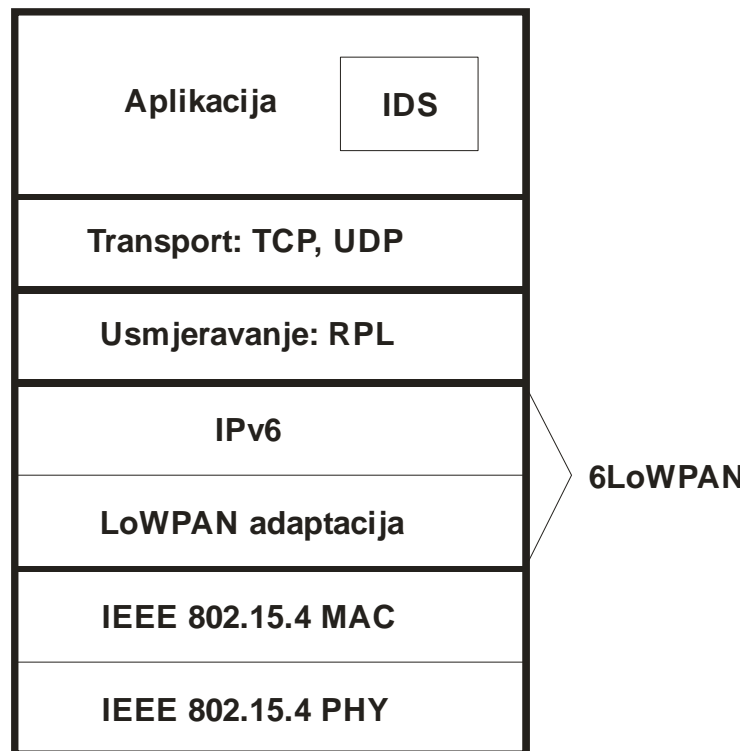 Aplikacija
IDS
Transport: TCP, UDP
Usmjeravanje: RPL
IPv6
6LoWPAN
LoWPAN adaptacija
IEEE 802.15.4 MAC
IEEE 802.15.4 PHY